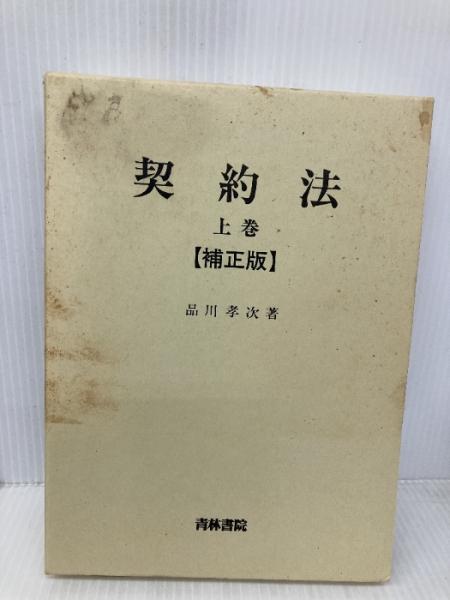 契約法
上巻
【補正版】
品川孝次著
青林書院